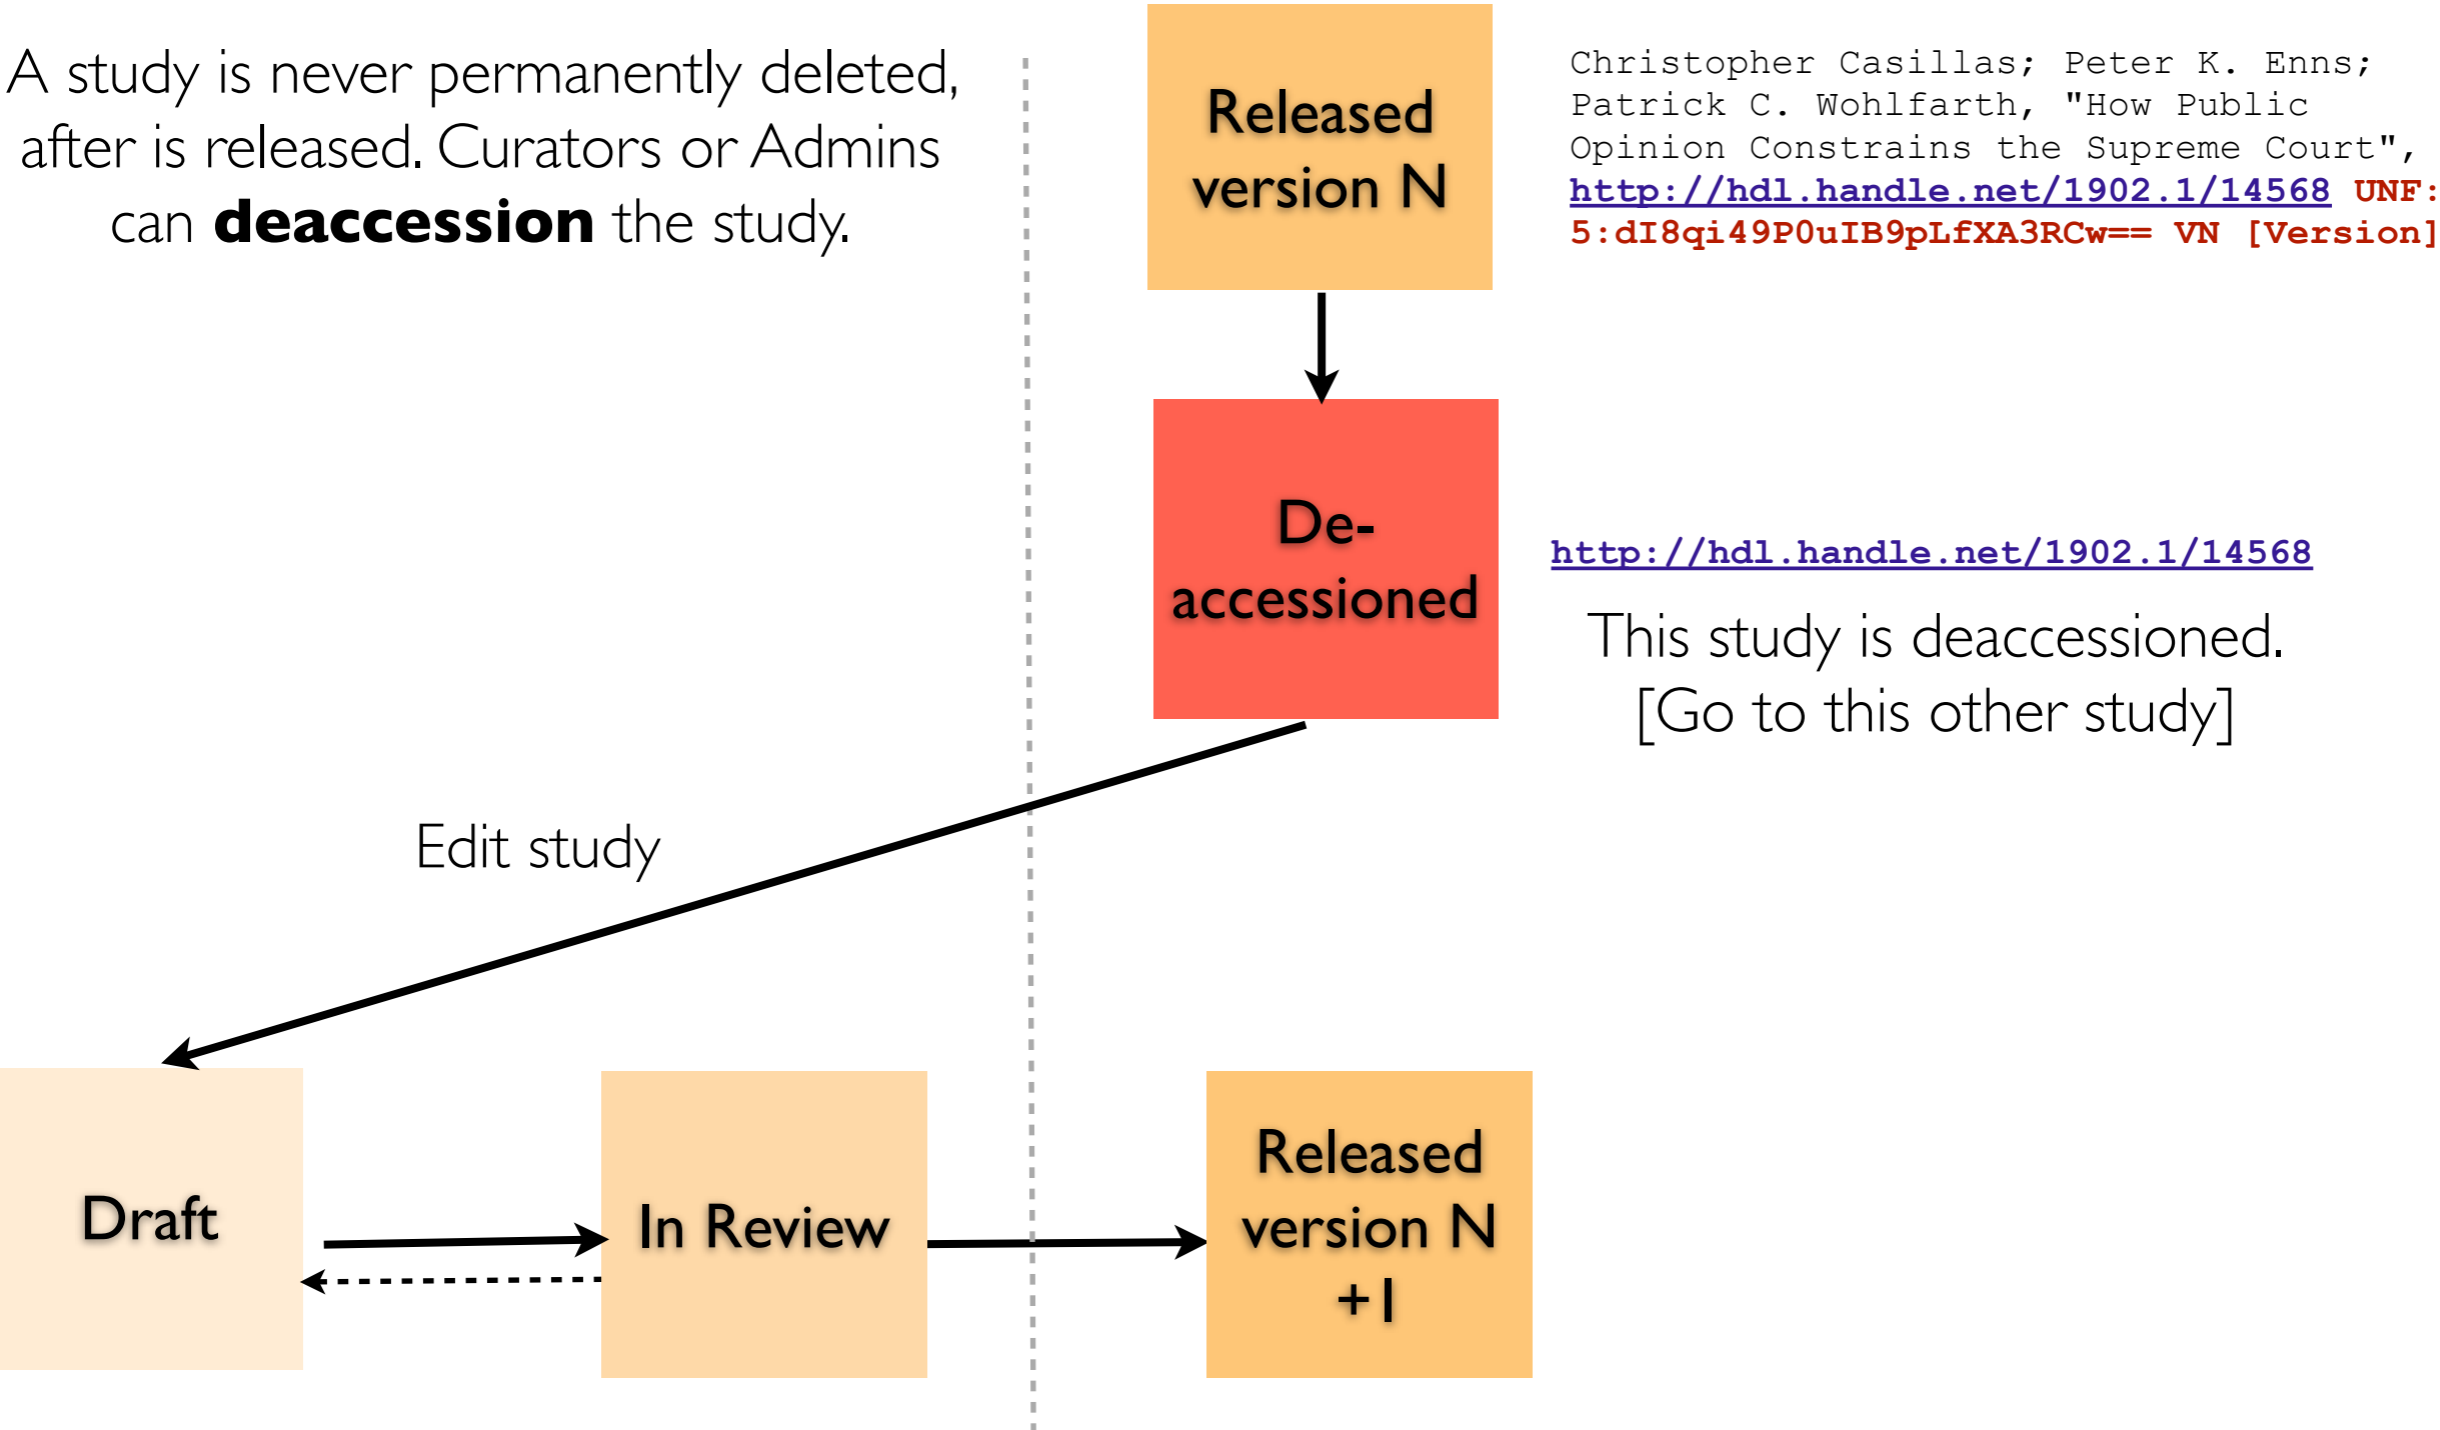 A study is never permanently deleted,
after is released. Curators or Admins
can deaccession the study.
Released
version N
Christopher Casillas; Peter K. Enns;
Patrick C. Wohlfarth, "How Public
Opinion Constrains the Supreme Court",
http://hdl.handle.net/1902.1/14568 UNF:
5:dI8qi49P0uIB9pLfXA3RCw== VN [Version]
De-
accessioned
http://hdl.handle.net/1902.1/14568
This study is deaccessioned.
[Go to this other study]
Edit study
Draft
In Review
Released
version N
+1